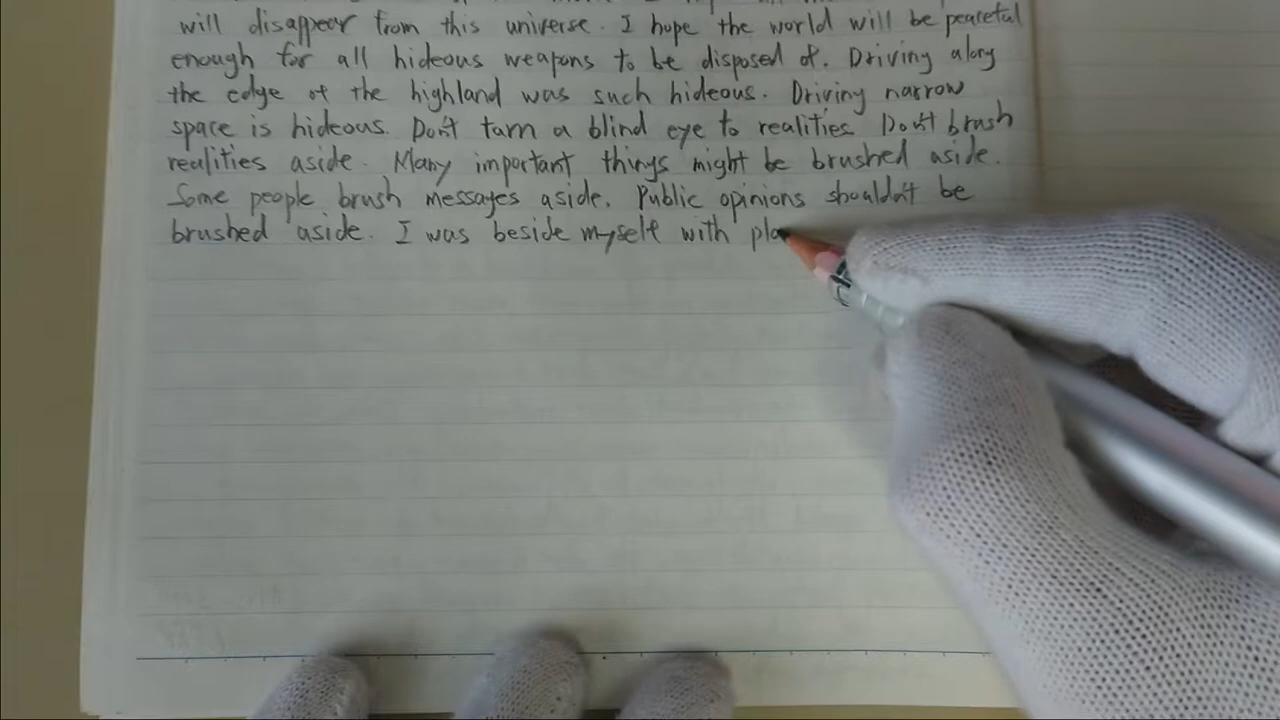 will disappear from this universe. I hope the world will be peaceful
enough for all hideous weapons to be disposed of. Driving along
the edge of the highland was such hideous. Driving narrow
space is hideous. Don't turn a blind eye to realities. Don't brush
realities aside. Many important things might be brushed aside.
Some people brush messages aside. Public opinions shouldn't be
brushed aside. I was beside myself with pla